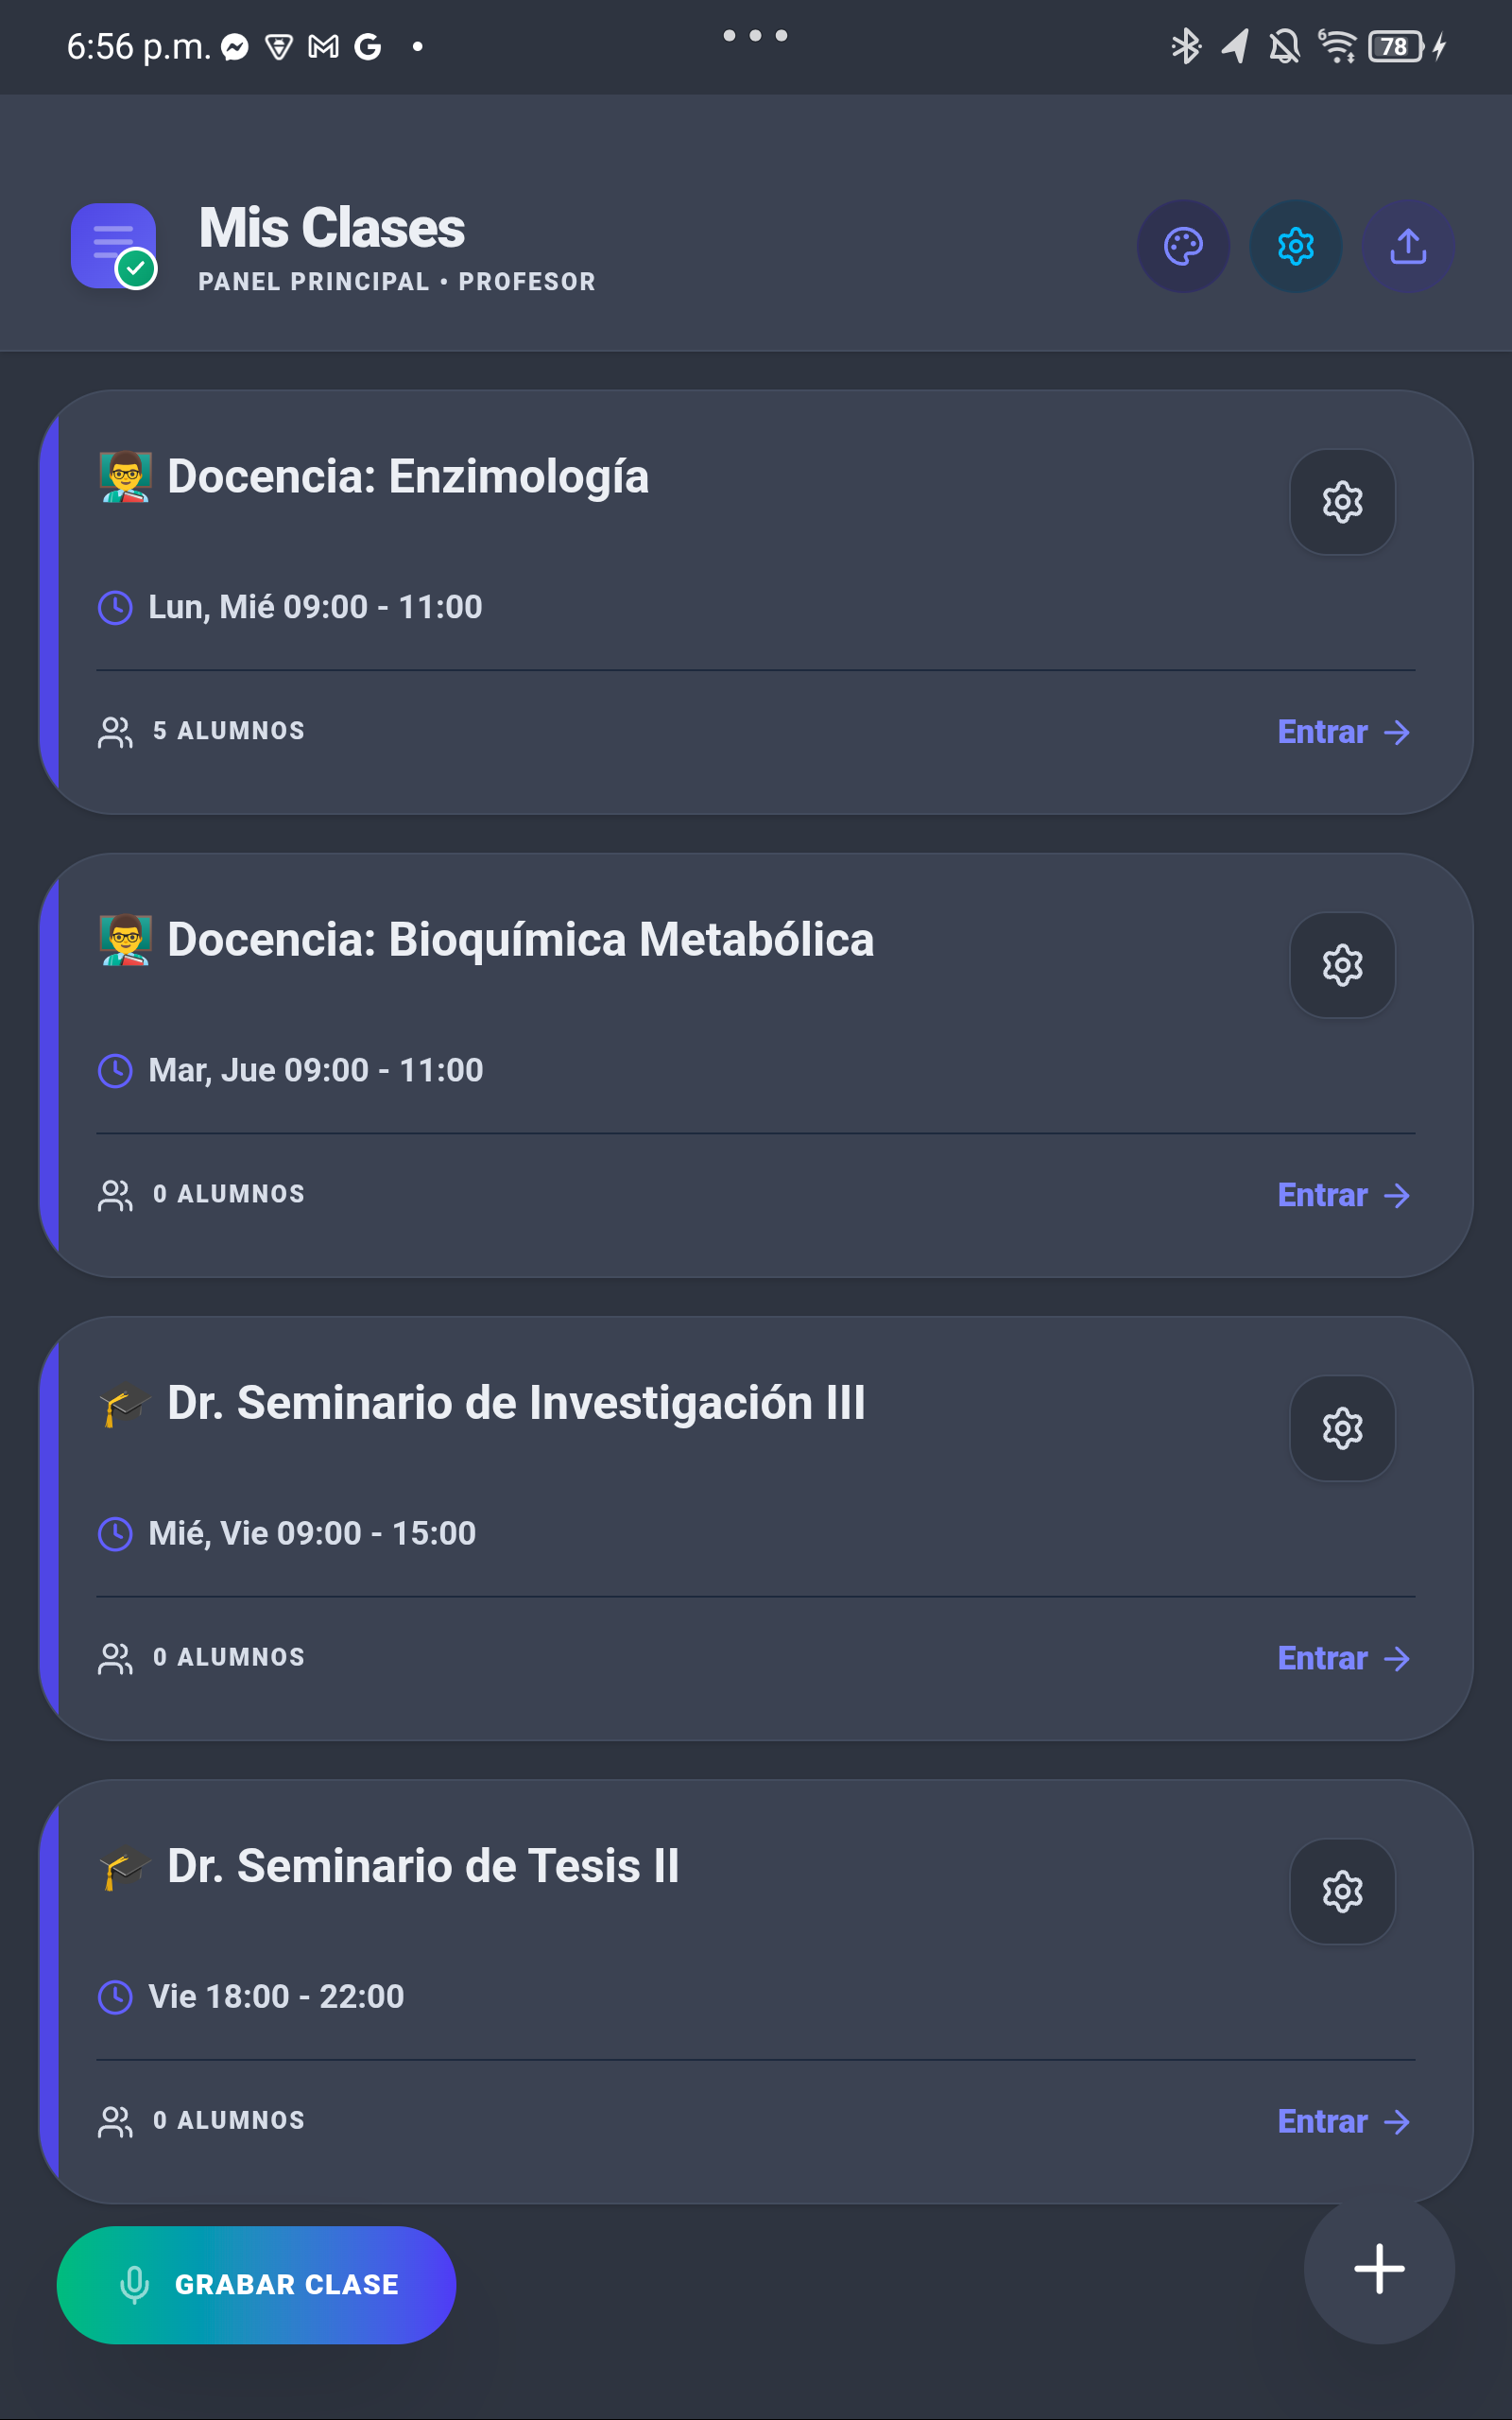 6:56 p.m.
6
78
Mis Clases
PANEL PRINCIPAL • PROFESOR
Docencia: Enzimología
Lun, Mié 09:00 - 11:00
5 ALUMNOS
Entrar →
Docencia: Bioquímica Metabólica
Mar, Jue 09:00 - 11:00
0 ALUMNOS
Entrar →
Dr. Seminario de Investigación III
Mié, Vie 09:00 - 15:00
0 ALUMNOS
Entrar →
Dr. Seminario de Tesis II
Vie 18:00 - 22:00
0 ALUMNOS
Entrar →
GRABAR CLASE